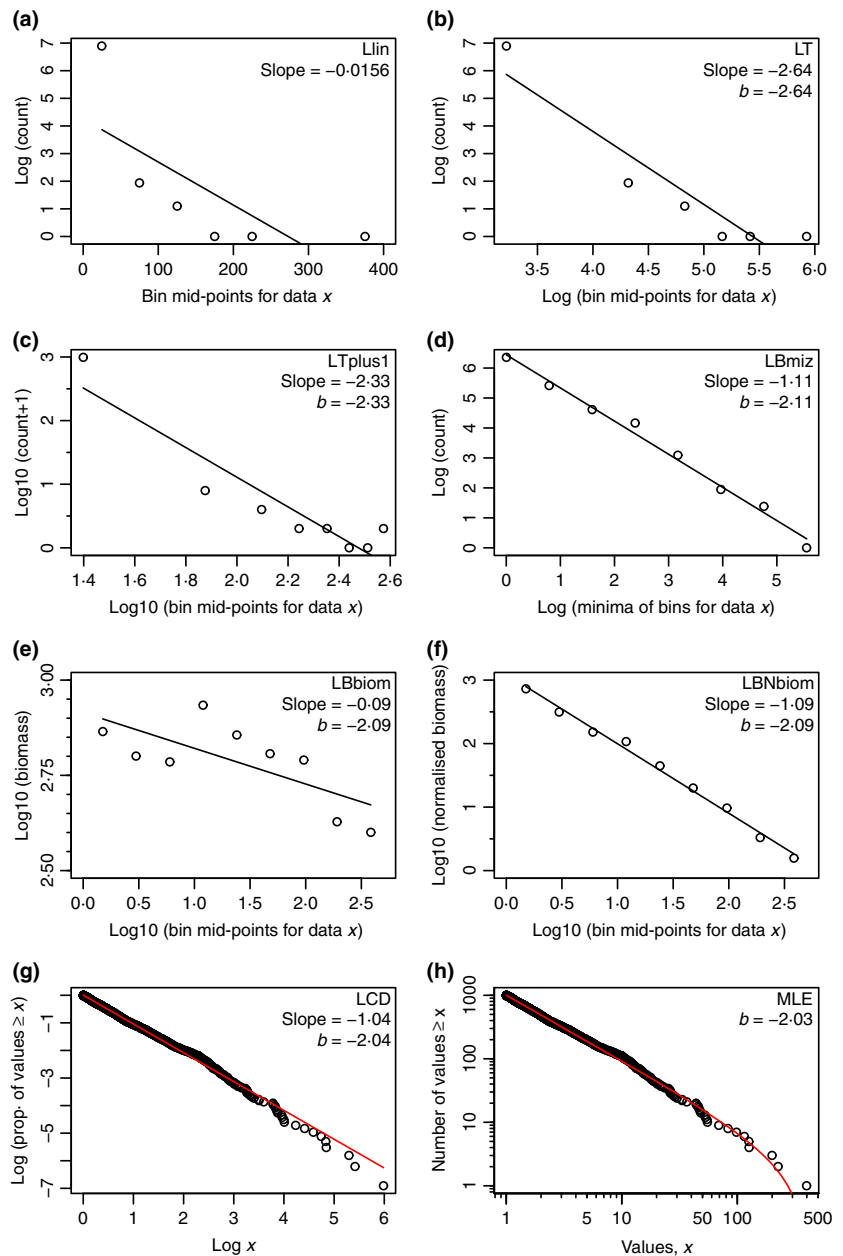 (a)
Llin
Slope = −0·0156
Log (count)
7
6
5
4
3
2
1
0
0 100 200 300 400
Bin mid-points for data x
(b)
LT
Slope = −2·64
b = −2·64
Log (count)
7
6
5
4
3
2
1
0
3·5 4·0 4·5 5·0 5·5 6·0
Log (bin mid-points for data x)
(c)
LTplus1
Slope = −2·33
b = −2·33
Log10 (count+1)
3
2
1
0
1·4 1·6 1·8 2·0 2·2 2·4 2·6
Log10 (bin mid-points for data x)
(d)
LBmiz
Slope = −1·11
b = −2·11
Log (count)
6
5
4
3
2
1
0
0 1 2 3 4 5
Log (minima of bins for data x)
(e)
LBbiom
Slope = −0·09
b = −2·09
Log10 (biomass)
3·00
2·75
2·50
0·0 0·5 1·0 1·5 2·0 2·5
Log10 (bin mid-points for data x)
(f)
LBNbiom
Slope = −1·09
b = −2·09
Log10 (normalised biomass)
3
2
1
0
0·0 0·5 1·0 1·5 2·0 2·5
Log10 (bin mid-points for data x)
(g)
LCD
Slope = −1·04
b = −2·04
Log (prop· of values ≥ x)
−1
−3
−5
−7
0 1 2 3 4 5 6
Log x
(h)
MLE
b = −2·03
Number of values ≥ x
1000
100
10
1
1 5 10 50 100 500
Values, x